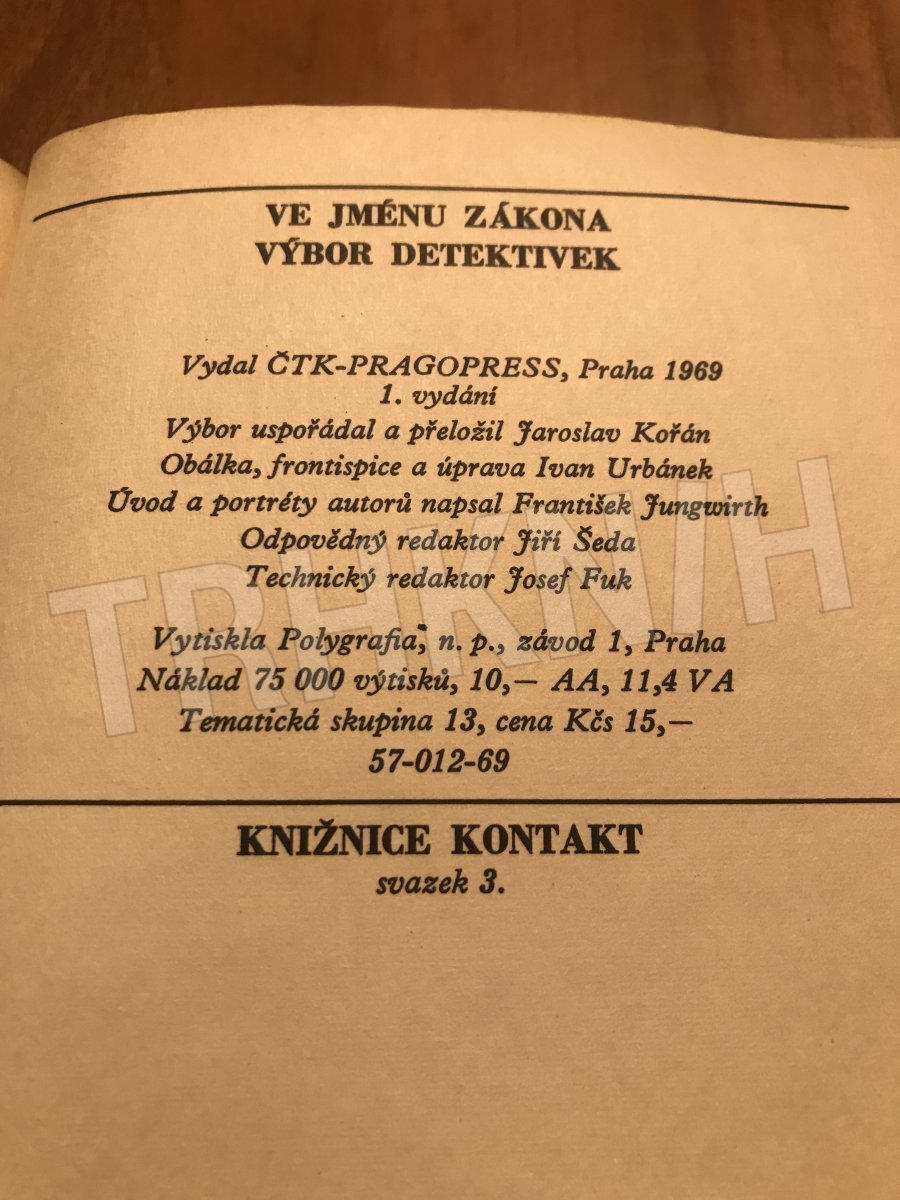 VE JMÉNU ZÁKONA
VÝBOR DETEKTIVEK
Vydal ČTK-PRAGOPRESS, Praha 1969
1. vydání
Výbor uspořádal a přeložil Jaroslav Kořán
Obálka, frontispice a úprava Ivan Urbánek
Úvod a portréty autorů napsal František Jungwirth
Odpovědný redaktor Jiří Šeda
Technický redaktor Josef Fuk
Vytiskla Polygrafia, n. p., závod 1, Praha
Náklad 75 000 výtisků, 10,— AA, 11,4 VA
Tematická skupina 13, cena Kčs 15,—
57-012-69
KNIŽNICE KONTAKT
svazek 3.
TRHKNIH